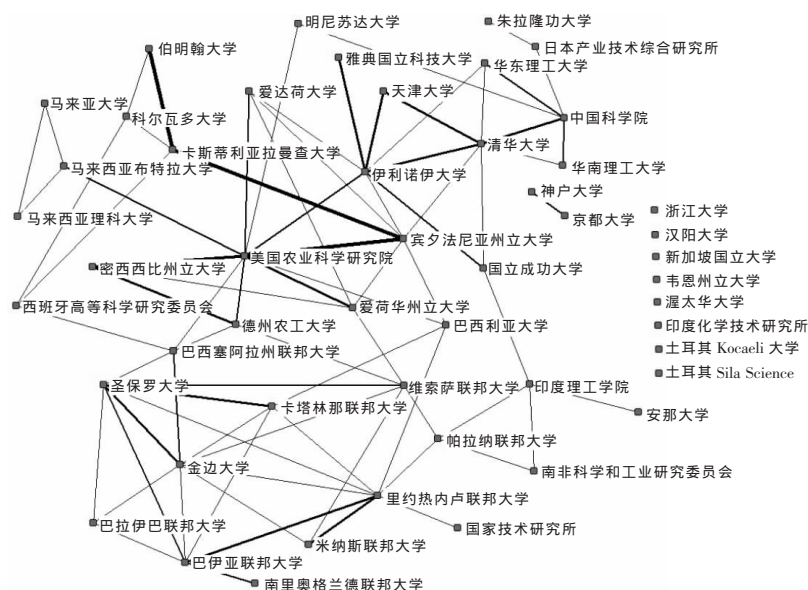 明尼苏达大学
朱拉隆功大学
伯明翰大学
雅典国立科技大学
日本产业技术综合研究所
华东理工大学
爱达荷大学
天津大学
马来亚大学
科尔瓦多大学
中国科学院
清华大学
卡斯蒂利亚拉曼查大学
马来西亚布特拉大学
伊利诺伊大学
华南理工大学
神户大学
马来西亚理科大学
京都大学
浙江大学
汉阳大学
宾夕法尼亚州立大学
美国农业科学研究院
新加坡国立大学
密西西比州立大学
国立成功大学
韦恩州立大学
西班牙高等科学研究委员会
爱荷华州立大学
渥太华大学
德州农工大学
巴西利亚大学
印度化学技术研究所
巴西塞阿拉州联邦大学
土耳其 Kocaeli 大学
土耳其 Sila Science
圣保罗大学
维索萨联邦大学
印度理工学院
卡塔林那联邦大学
安那大学
帕拉纳联邦大学
金边大学
南非科学和工业研究委员会
里约热内卢联邦大学
巴拉伊巴联邦大学
国家技术研究所
米纳斯联邦大学
巴伊亚联邦大学
南里奥格兰德联邦大学